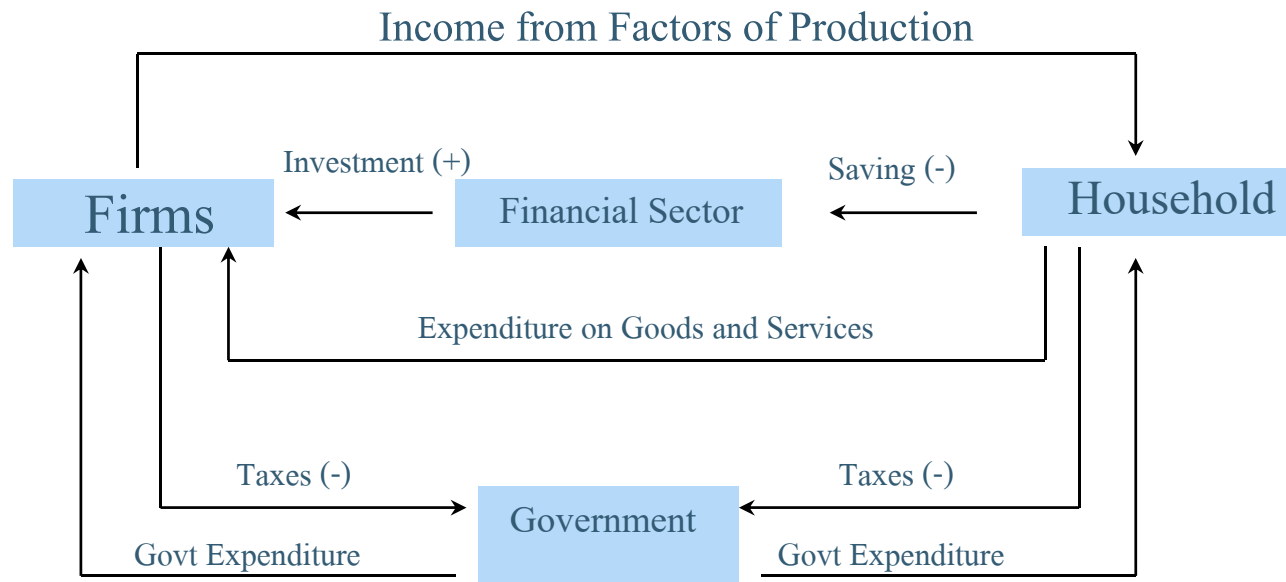 Income from Factors of Production
Investment (+)
Saving (-)
Firms
Financial Sector
Household
Expenditure on Goods and Services
Taxes (-)
Taxes (-)
Government
Govt Expenditure
Govt Expenditure